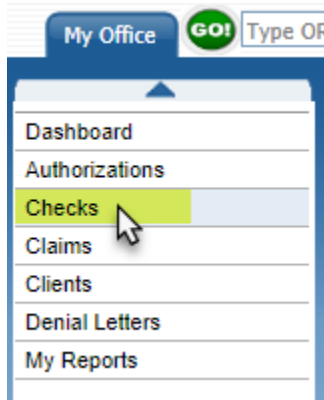 My Office GO! Type OR
Dashboard
Authorizations
Checks
Claims
Clients
Denial Letters
My Reports